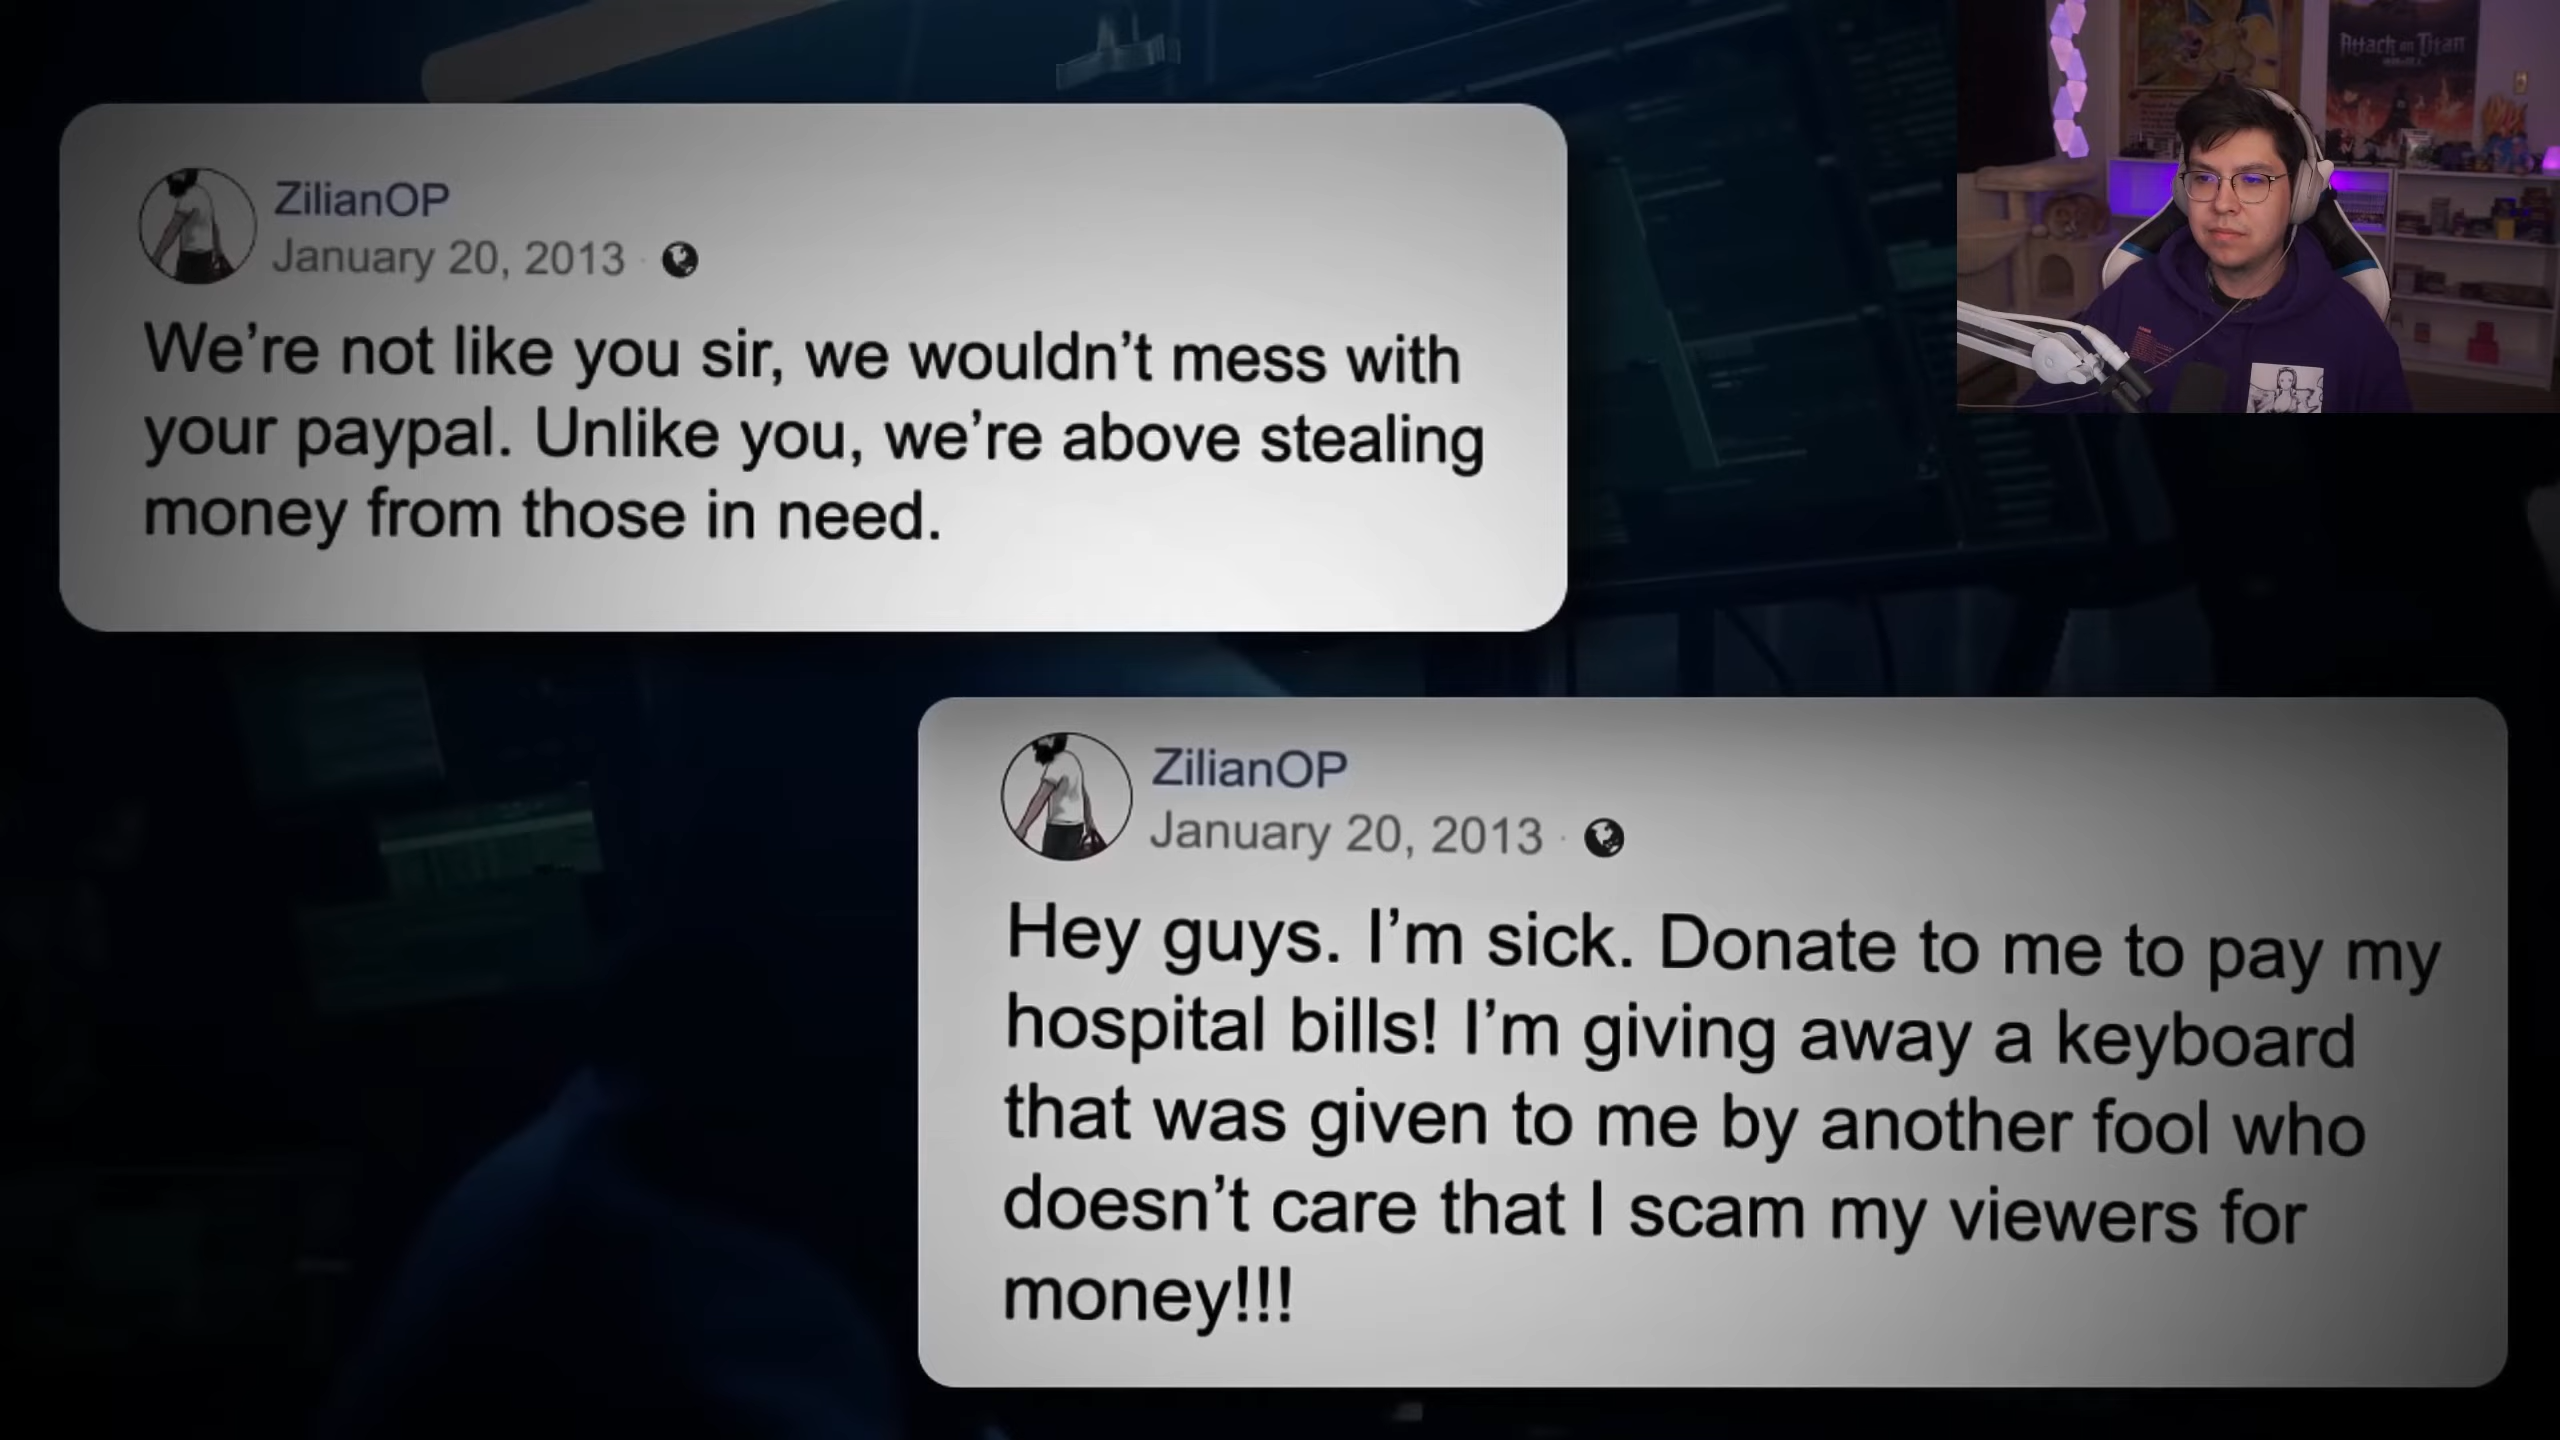 Attack on Titan
ZilianOP
January 20, 2013
We’re not like you sir, we wouldn’t mess with
your paypal. Unlike you, we’re above stealing
money from those in need.
ZilianOP
January 20, 2013
Hey guys. I’m sick. Donate to me to pay my
hospital bills! I’m giving away a keyboard
that was given to me by another fool who
doesn’t care that I scam my viewers for
money!!!